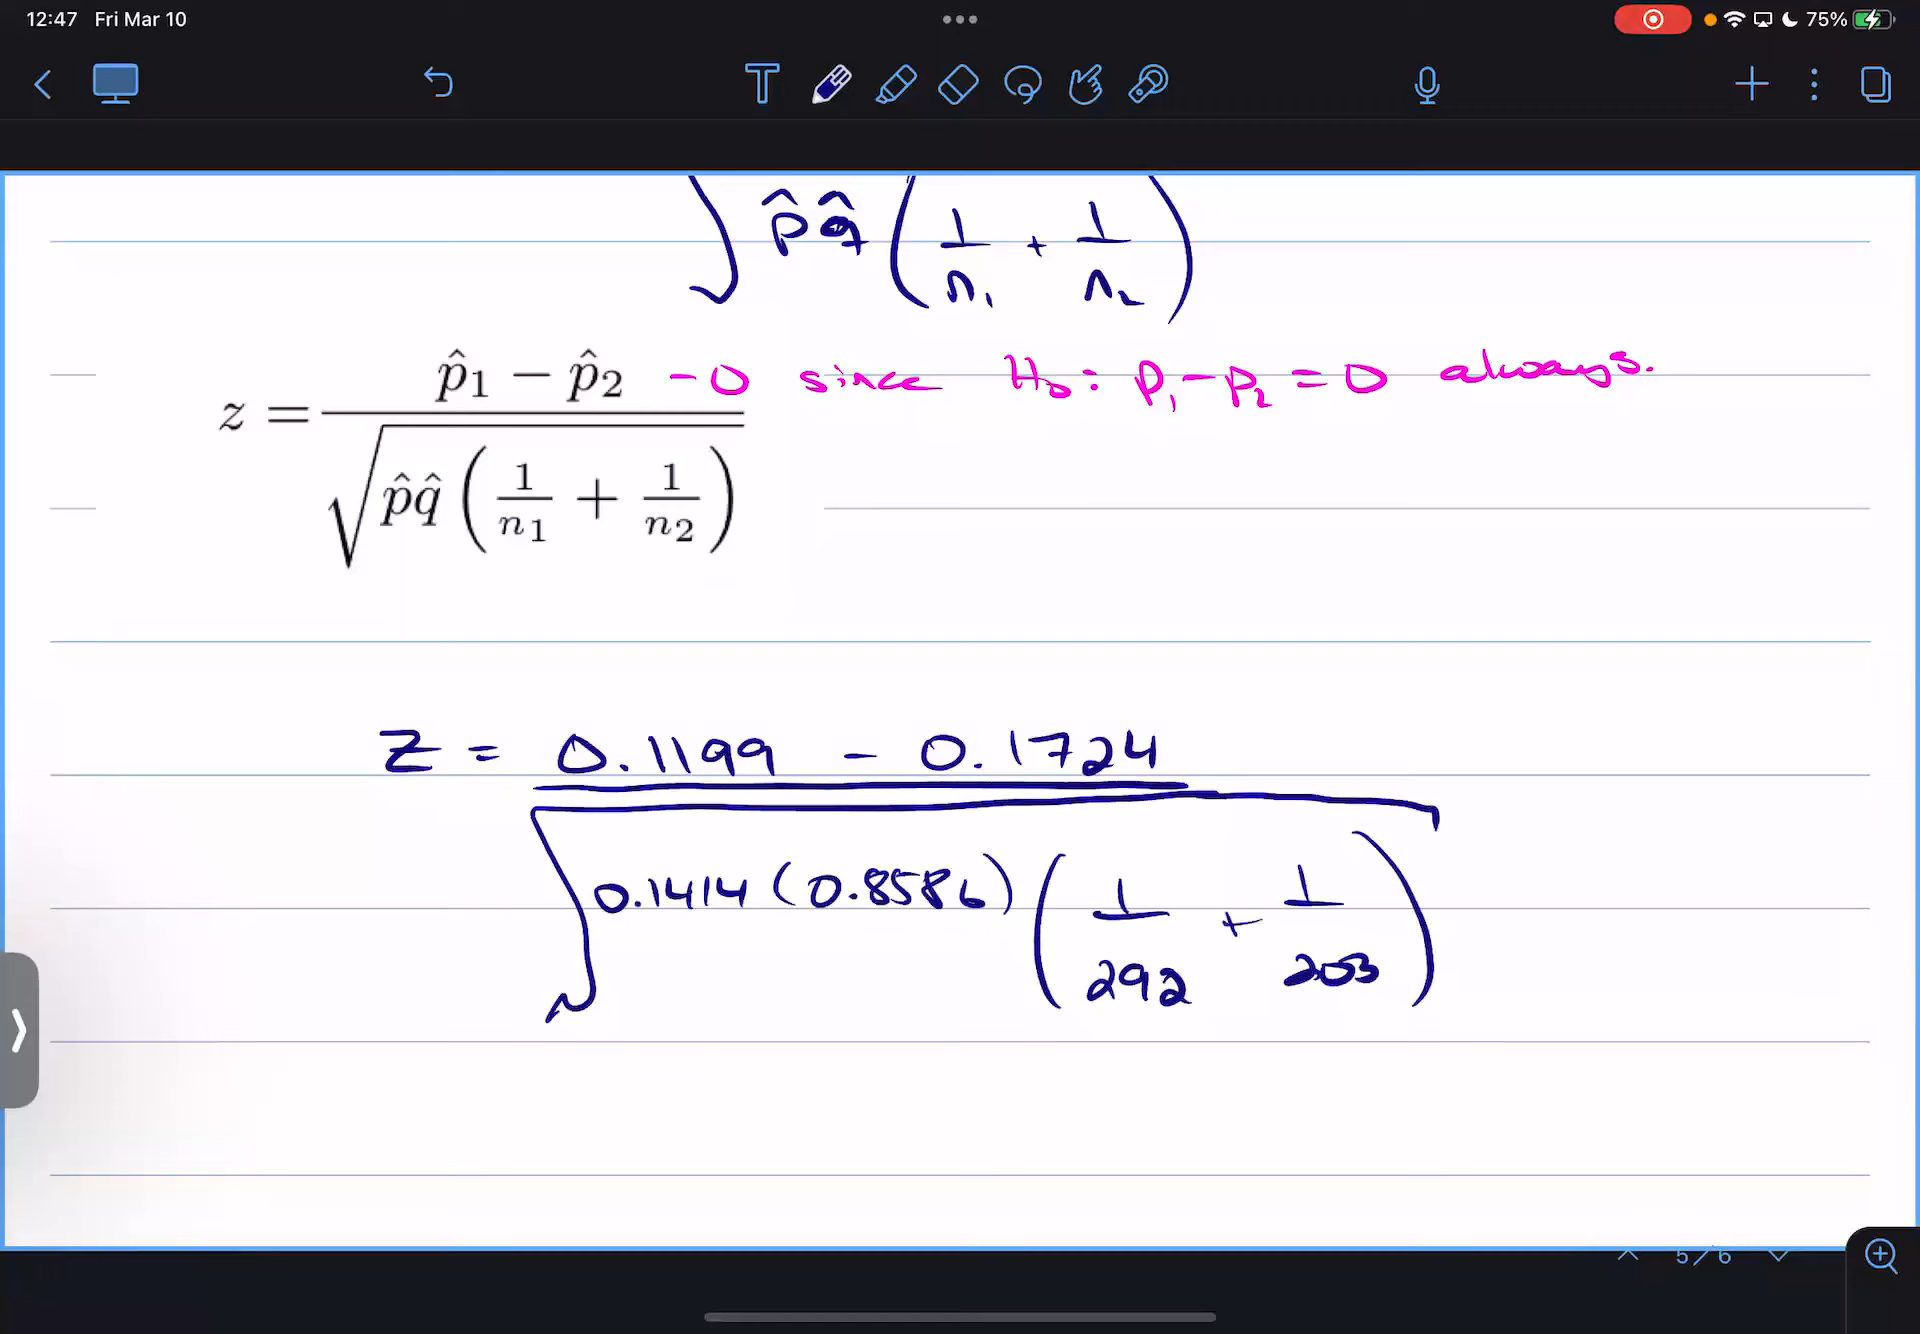 12:47 Fri Mar 10
75%
√ p̂q̂ ( 1/n₁ + 1/n₂ )
z = (p̂₁ − p̂₂) / √( p̂q̂ ( 1/n₁ + 1/n₂ ) ) - 0 since H₀: p₁ - p₂ = 0 always.
z = (0.1199 - 0.1724) / √( 0.1414 (0.8586) ( 1/292 + 1/203 ) )
5/6